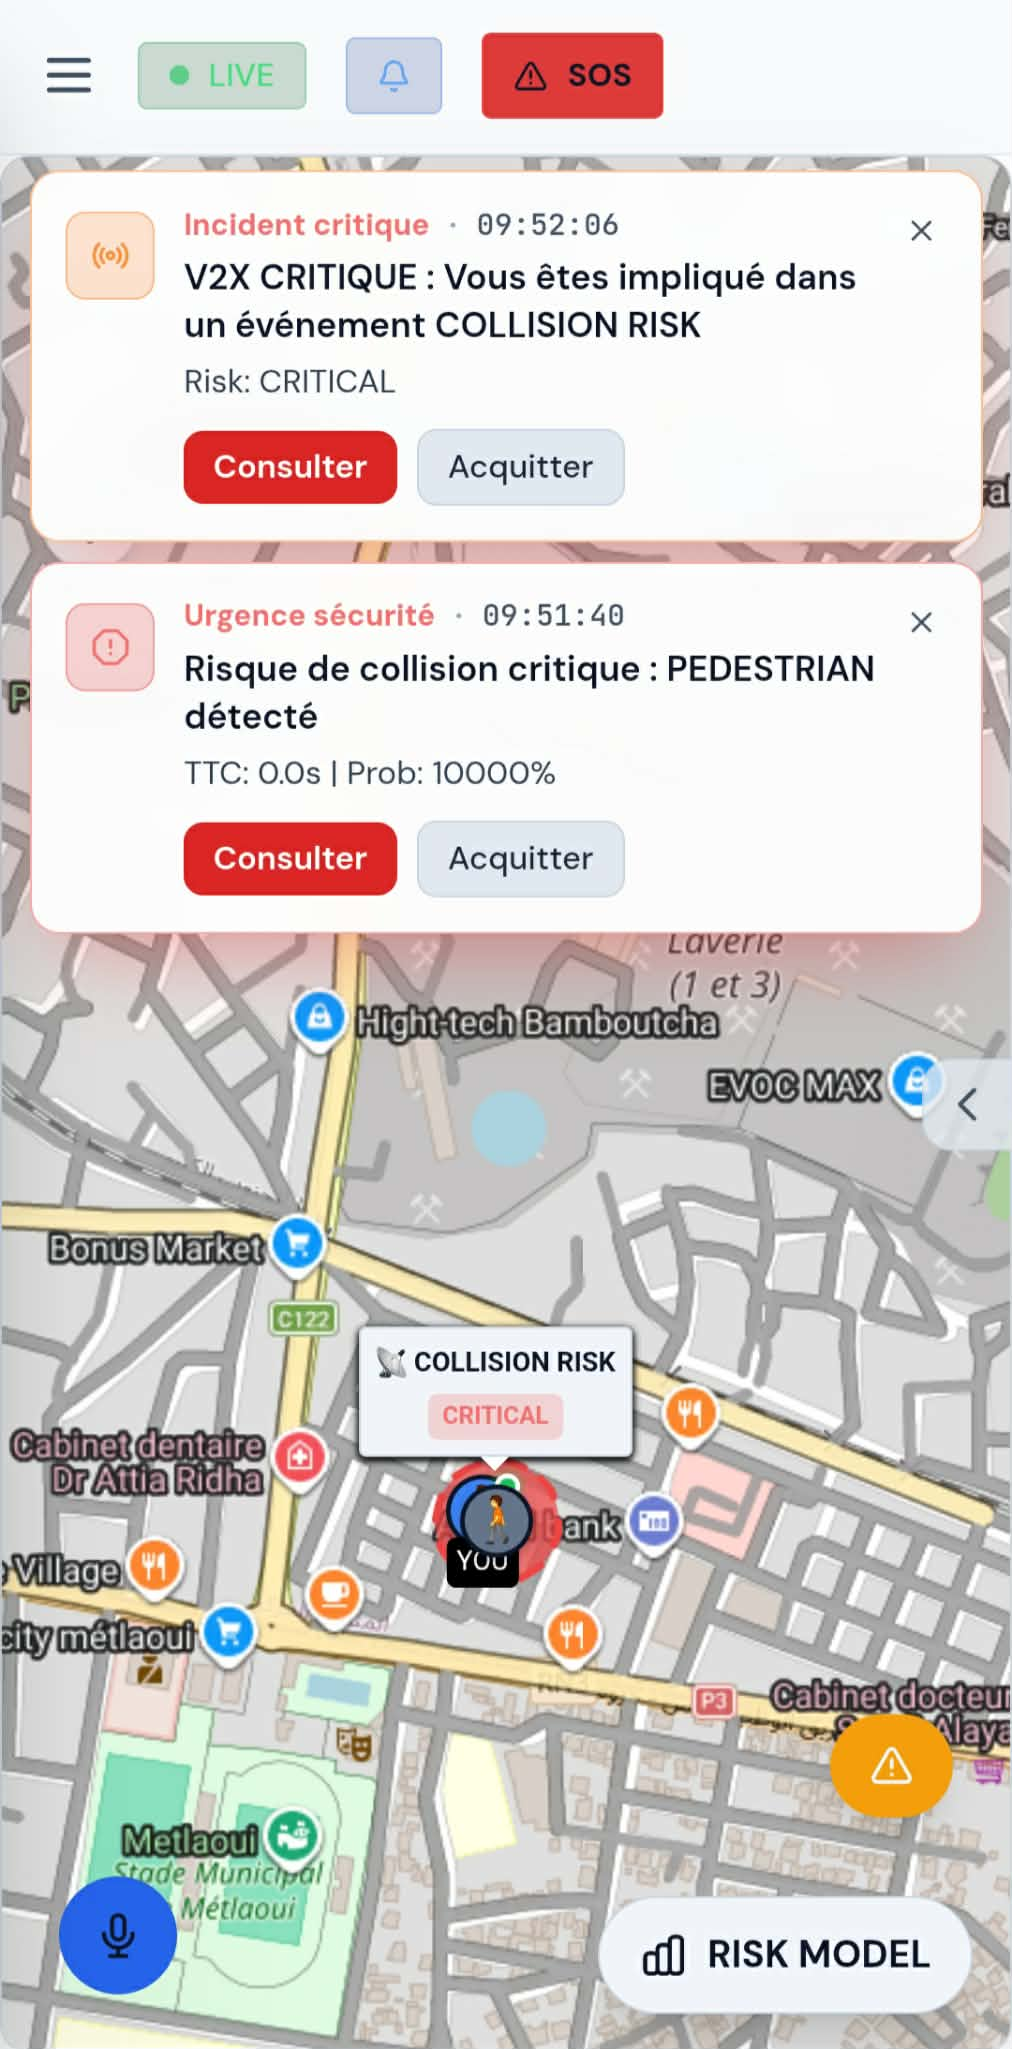 LIVE
SOS
Incident critique · 09:52:06
V2X CRITIQUE : Vous êtes impliqué dans
un événement COLLISION RISK
Risk: CRITICAL
Consulter
Acquitter
Urgence sécurité · 09:51:40
Risque de collision critique : PEDESTRIAN
détecté
TTC: 0.0s | Prob: 10000%
Consulter
Acquitter
Laverie
(1 et 3)
Hight-tech Bamboutcha
EVOC MAX
Bonus Market
C122
COLLISION RISK
CRITICAL
Cabinet dentaire
Dr Attia Ridha
YOU
Village
city métlaoui
P3
Cabinet docteur
Metlaoui
Stade Municipal
Métlaoui
RISK MODEL